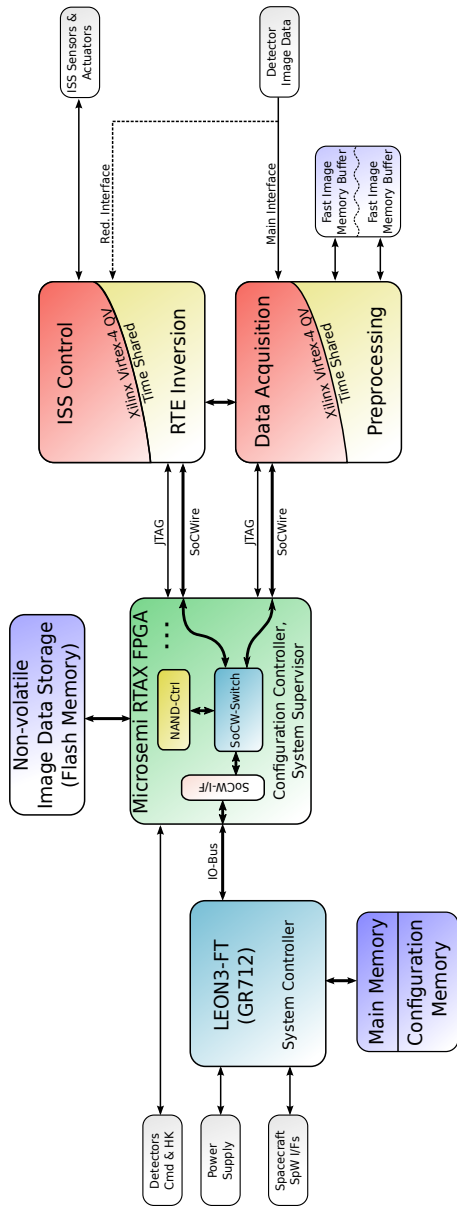 Detectors
Cmd & HK
Power
Supply
Spacecraft
SpW I/Fs
LEON3-FT
(GR712)
System Controller
Main Memory
Configuration
Memory
IO-Bus
Non-volatile
Image Data Storage
(Flash Memory)
Microsemi RTAX FPGA
...
NAND-Ctrl
SoCW-I/F
SoCW-Switch
Configuration Controller,
System Supervisor
JTAG
SoCWire
JTAG
SoCWire
ISS Control
Xilinx Virtex-4 QV
Time Shared
RTE Inversion
Data Acquisition
Xilinx Virtex-4 QV
Time Shared
Preprocessing
Red. Interface
Main Interface
ISS Sensors &
Actuators
Detector
Image Data
Fast Image
Memory Buffer
Fast Image
Memory Buffer